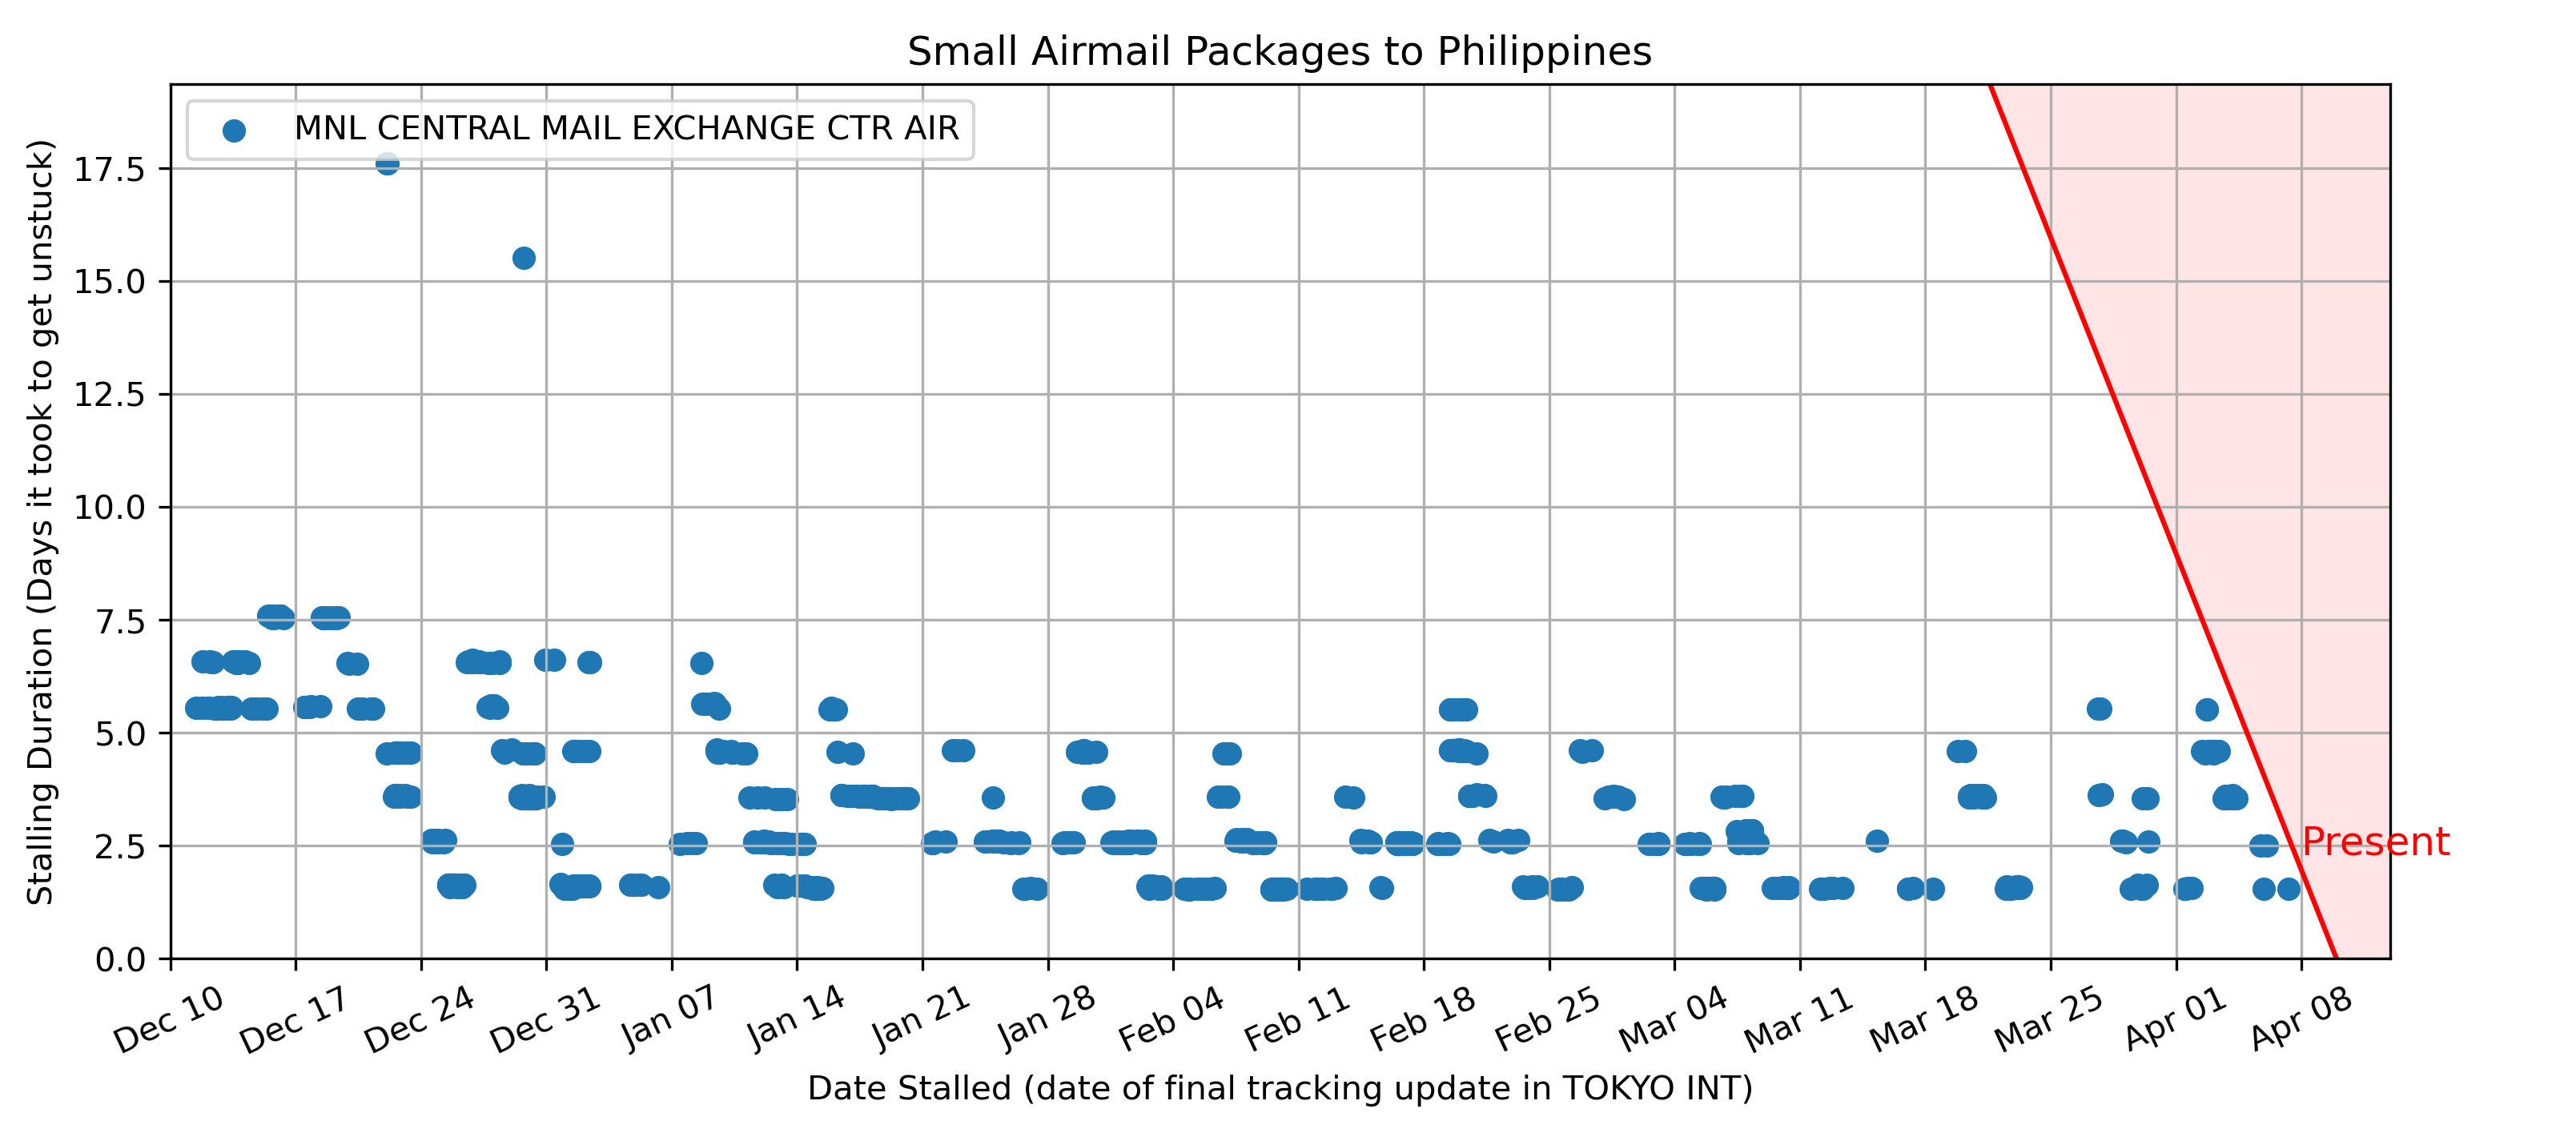 Small Airmail Packages to Philippines
MNL CENTRAL MAIL EXCHANGE CTR AIR
Stalling Duration (Days it took to get unstuck)
17.5
15.0
12.5
10.0
7.5
5.0
2.5
0.0
Present
Dec 10 Dec 17 Dec 24 Dec 31 Jan 07 Jan 14 Jan 21 Jan 28 Feb 04 Feb 11 Feb 18 Feb 25 Mar 04 Mar 11 Mar 18 Mar 25 Apr 01 Apr 08
Date Stalled (date of final tracking update in TOKYO INT)